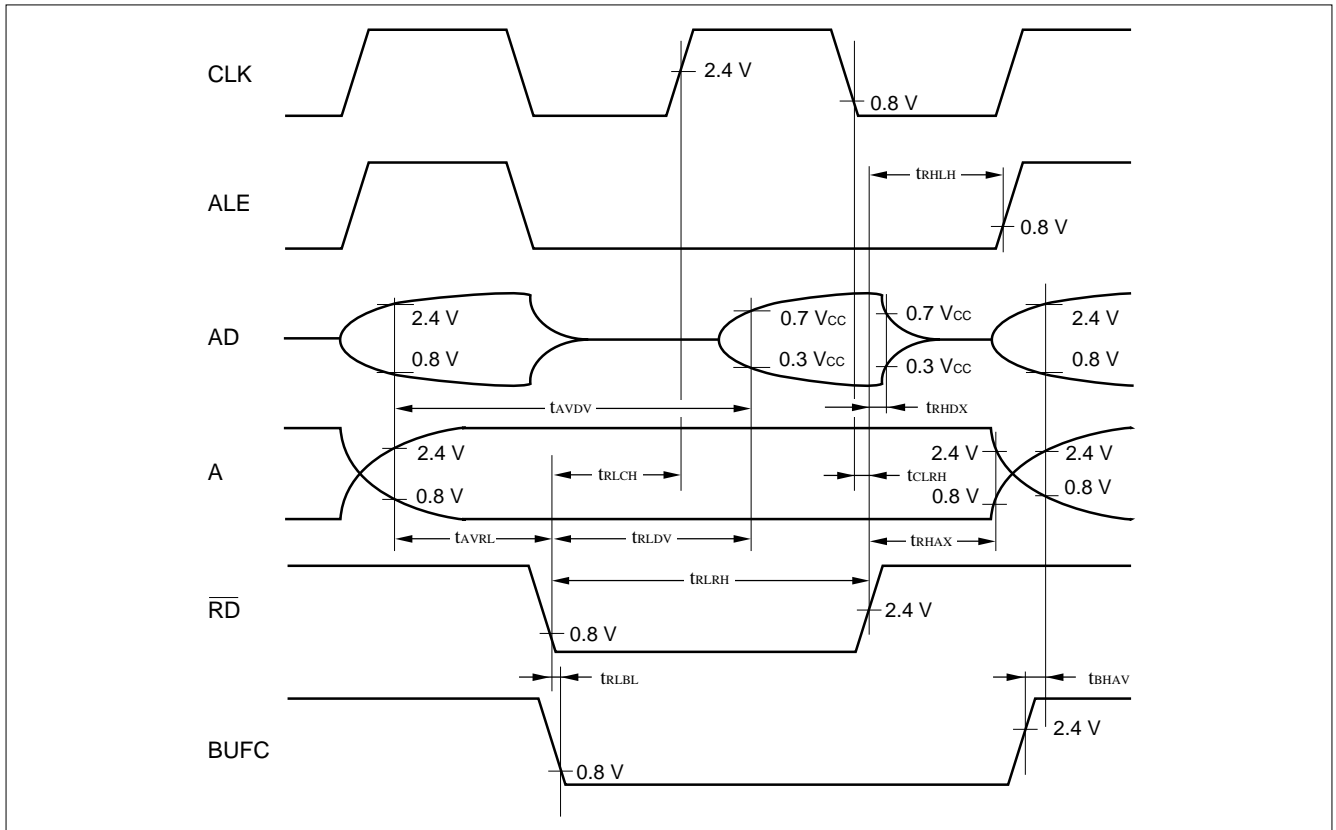 CLK
2.4 V
0.8 V
ALE
tRHLH
0.8 V
AD
2.4 V
0.8 V
0.7 VCC
0.3 VCC
0.7 VCC
0.3 VCC
2.4 V
0.8 V
tAVDV
tRHDX
A
2.4 V
0.8 V
tRLCH
2.4 V
0.8 V
tCLRH
2.4 V
0.8 V
tAVRL
tRLDV
tRHAX
tRLRH
RD
0.8 V
2.4 V
tRLBL
tBHAV
BUFC
0.8 V
2.4 V